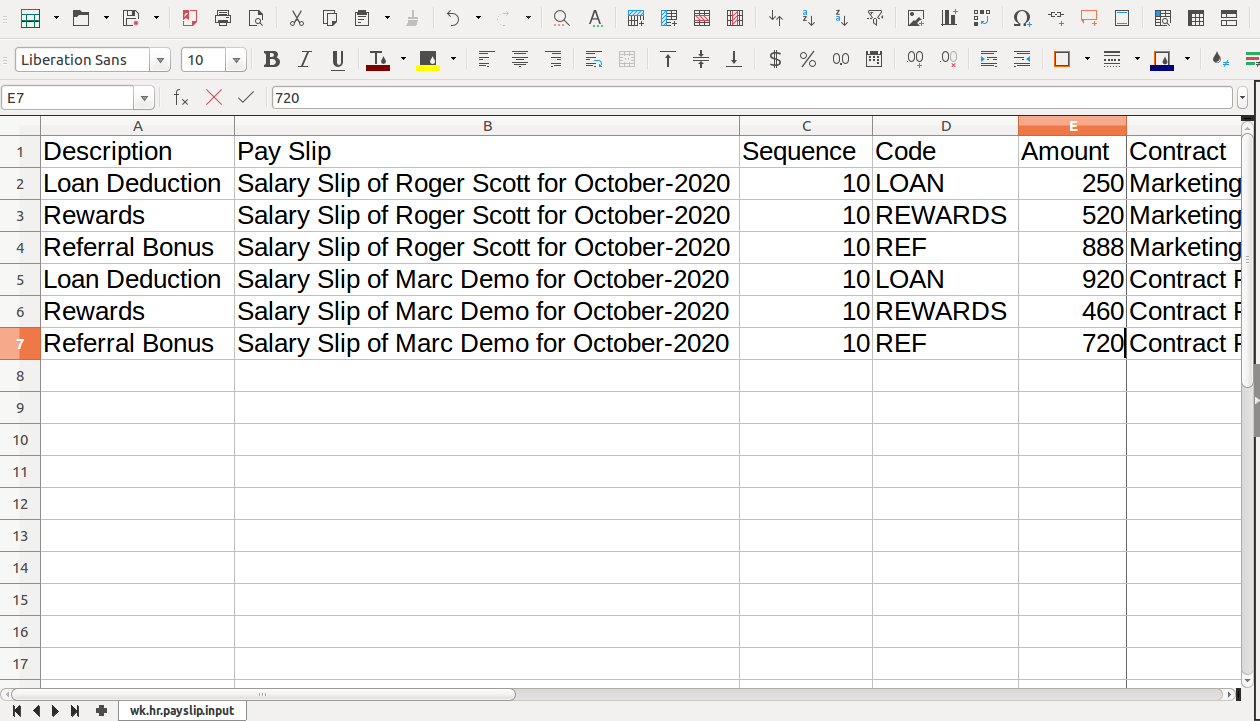 Liberation Sans 10
E7 720
A B C D E
1 Description Pay Slip Sequence Code Amount Contract
2 Loan Deduction Salary Slip of Roger Scott for October-2020 10 LOAN 250 Marketing
3 Rewards Salary Slip of Roger Scott for October-2020 10 REWARDS 520 Marketing
4 Referral Bonus Salary Slip of Roger Scott for October-2020 10 REF 888 Marketing
5 Loan Deduction Salary Slip of Marc Demo for October-2020 10 LOAN 920 Contract
6 Rewards Salary Slip of Marc Demo for October-2020 10 REWARDS 460 Contract
7 Referral Bonus Salary Slip of Marc Demo for October-2020 10 REF 720 Contract
8
9
10
11
12
13
14
15
16
17
wk.hr.payslip.input